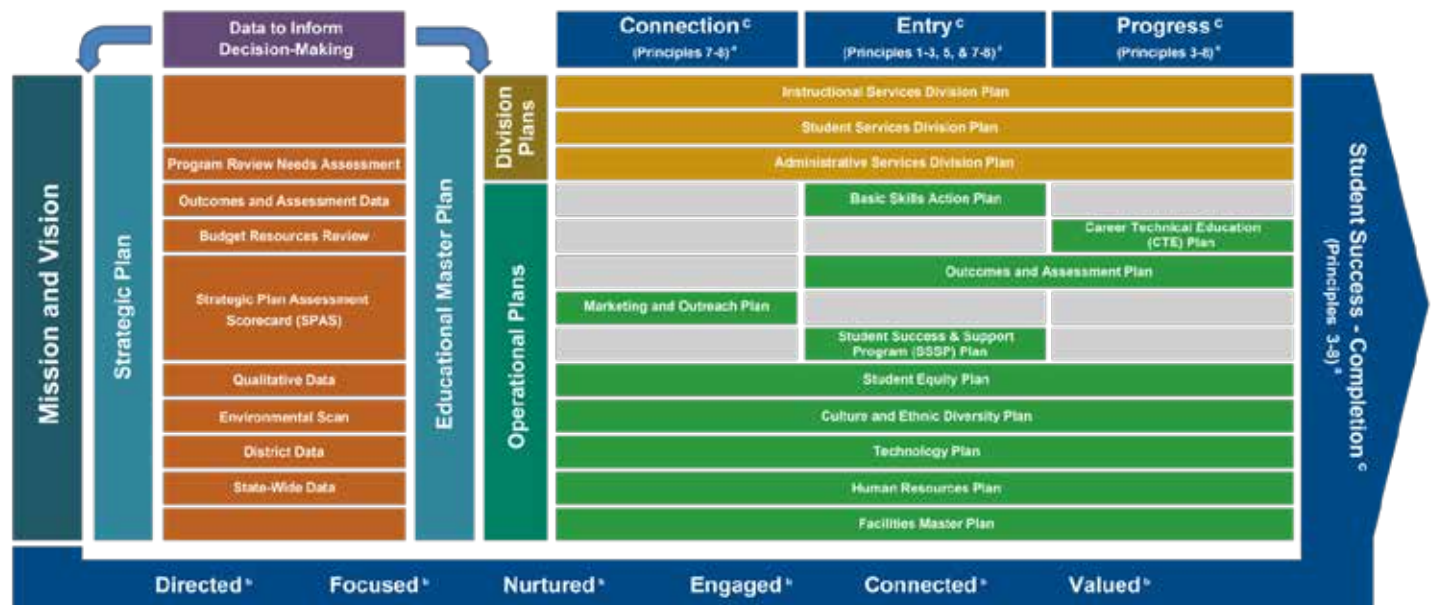 Data to Inform
Decision-Making
Connection ᶜ
(Principles 7-8) ᵃ
Entry ᶜ
(Principles 1-3, 5, & 7-8) ᵃ
Progress ᶜ
(Principles 3-8) ᵃ
Mission and Vision
Strategic Plan
Program Review Needs Assessment
Outcomes and Assessment Data
Budget Resources Review
Strategic Plan Assessment
Scorecard (SPAS)
Qualitative Data
Environmental Scan
District Data
State-Wide Data
Educational Master Plan
Division
Plans
Operational Plans
Instructional Services Division Plan
Student Services Division Plan
Administrative Services Division Plan
Basic Skills Action Plan
Career Technical Education
(CTE) Plan
Outcomes and Assessment Plan
Marketing and Outreach Plan
Student Success & Support
Program (SSSP) Plan
Student Equity Plan
Culture and Ethnic Diversity Plan
Technology Plan
Human Resources Plan
Facilities Master Plan
Student Success - Completion ᶜ
(Principles 3-8) ᵃ
Directed ᵇ Focused ᵇ Nurtured ᵇ Engaged ᵇ Connected ᵇ Valued ᵇ